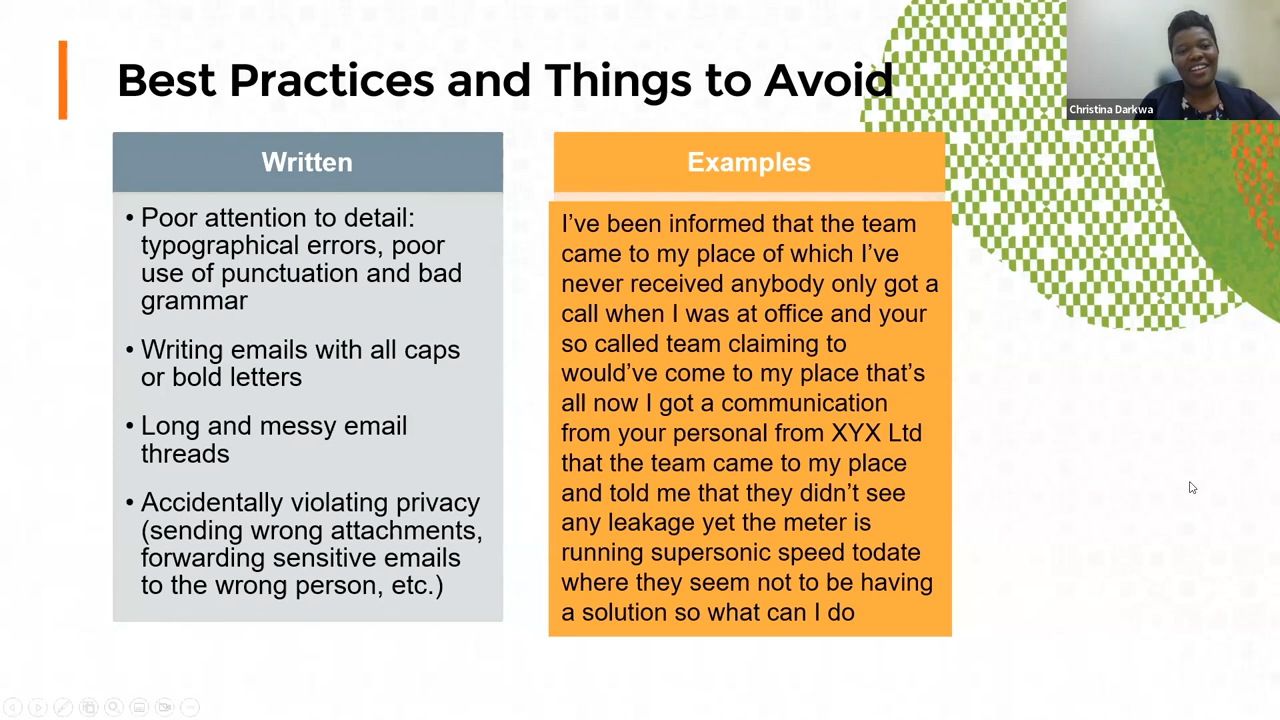 Best Practices and Things to Avoid
Christina Darkwa
Written
• Poor attention to detail:
typographical errors, poor
use of punctuation and bad
grammar
• Writing emails with all caps
or bold letters
• Long and messy email
threads
• Accidentally violating privacy
(sending wrong attachments,
forwarding sensitive emails
to the wrong person, etc.)
Examples
I’ve been informed that the team
came to my place of which I’ve
never received anybody only got a
call when I was at office and your
so called team claiming to
would’ve come to my place that’s
all now I got a communication
from your personal from XYX Ltd
that the team came to my place
and told me that they didn’t see
any leakage yet the meter is
running supersonic speed todate
where they seem not to be having
a solution so what can I do